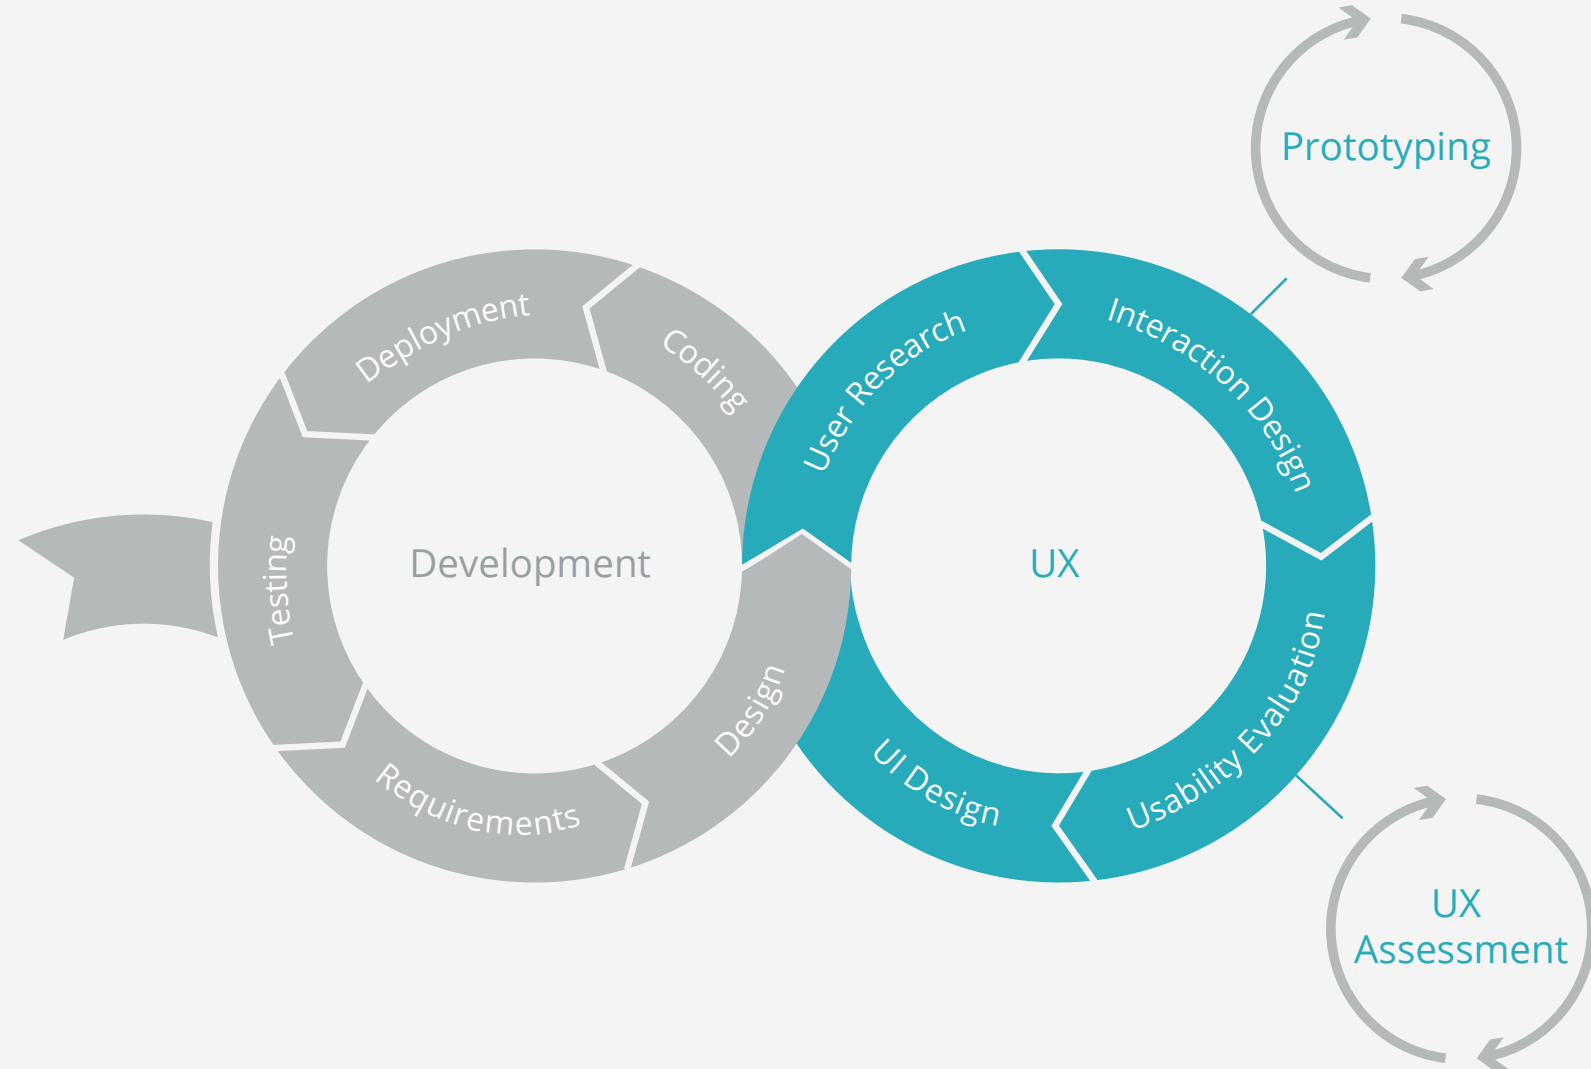 Prototyping
Deployment
Coding
User Research
Interaction Design
Development
UX
Testing
Design
Usability Evaluation
Requirements
UI Design
UX
Assessment